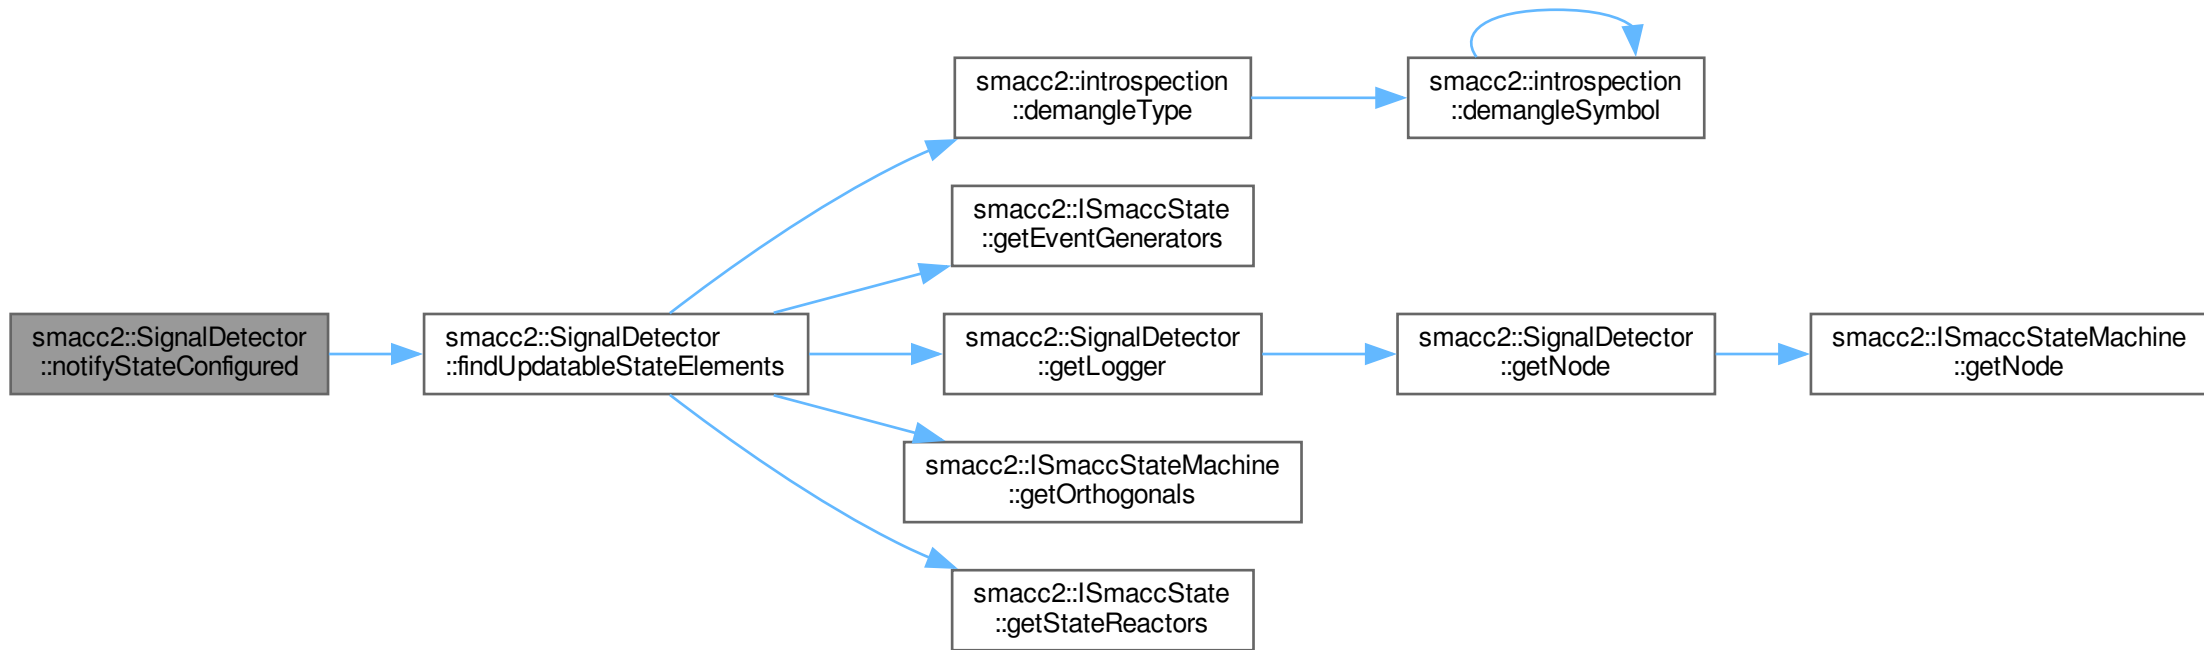 smacc2::introspection
::demangleType
smacc2::introspection
::demangleSymbol
smacc2::ISmaccState
::getEventGenerators
smacc2::SignalDetector
::notifyStateConfigured
smacc2::SignalDetector
::findUpdatableStateElements
smacc2::SignalDetector
::getLogger
smacc2::SignalDetector
::getNode
smacc2::ISmaccStateMachine
::getNode
smacc2::ISmaccStateMachine
::getOrthogonals
smacc2::ISmaccState
::getStateReactors